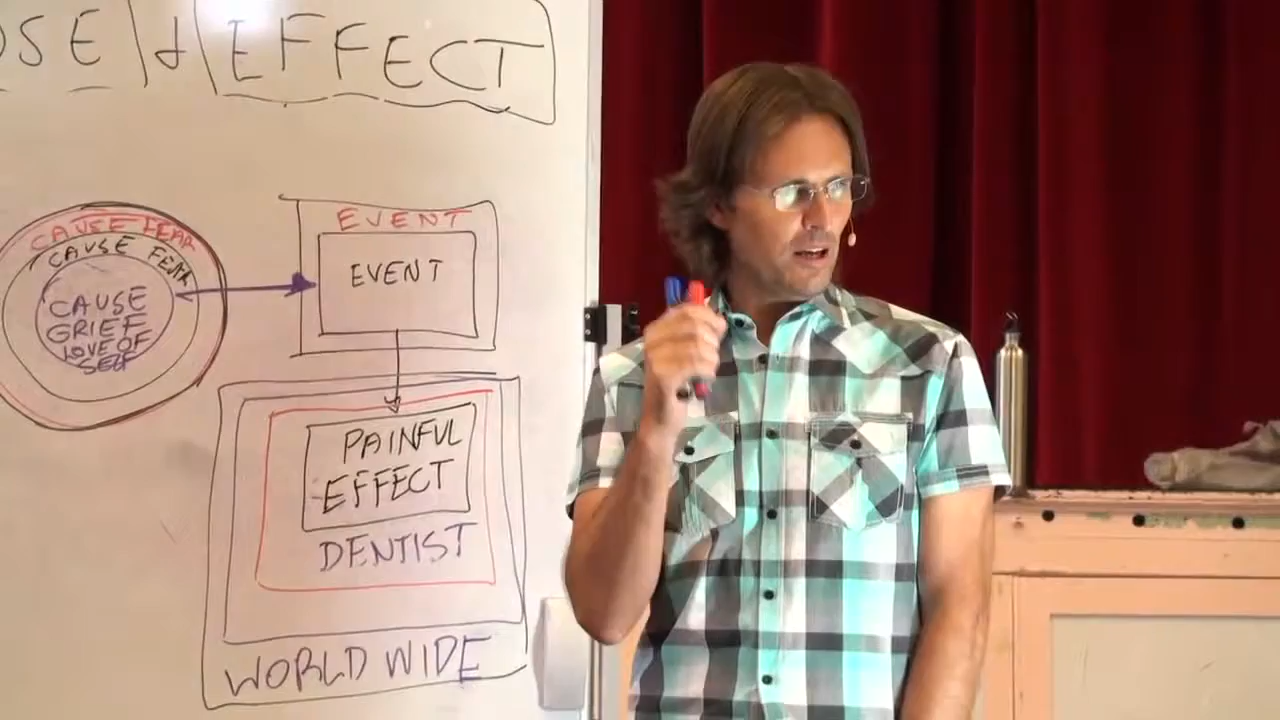 OSE & EFFECT
CAUSE FEAR
CAUSE FEAR
CAUSE
GRIEF
LOVE OF
SELF
EVENT
EVENT
PAINFUL
EFFECT
DENTIST
WORLD WIDE